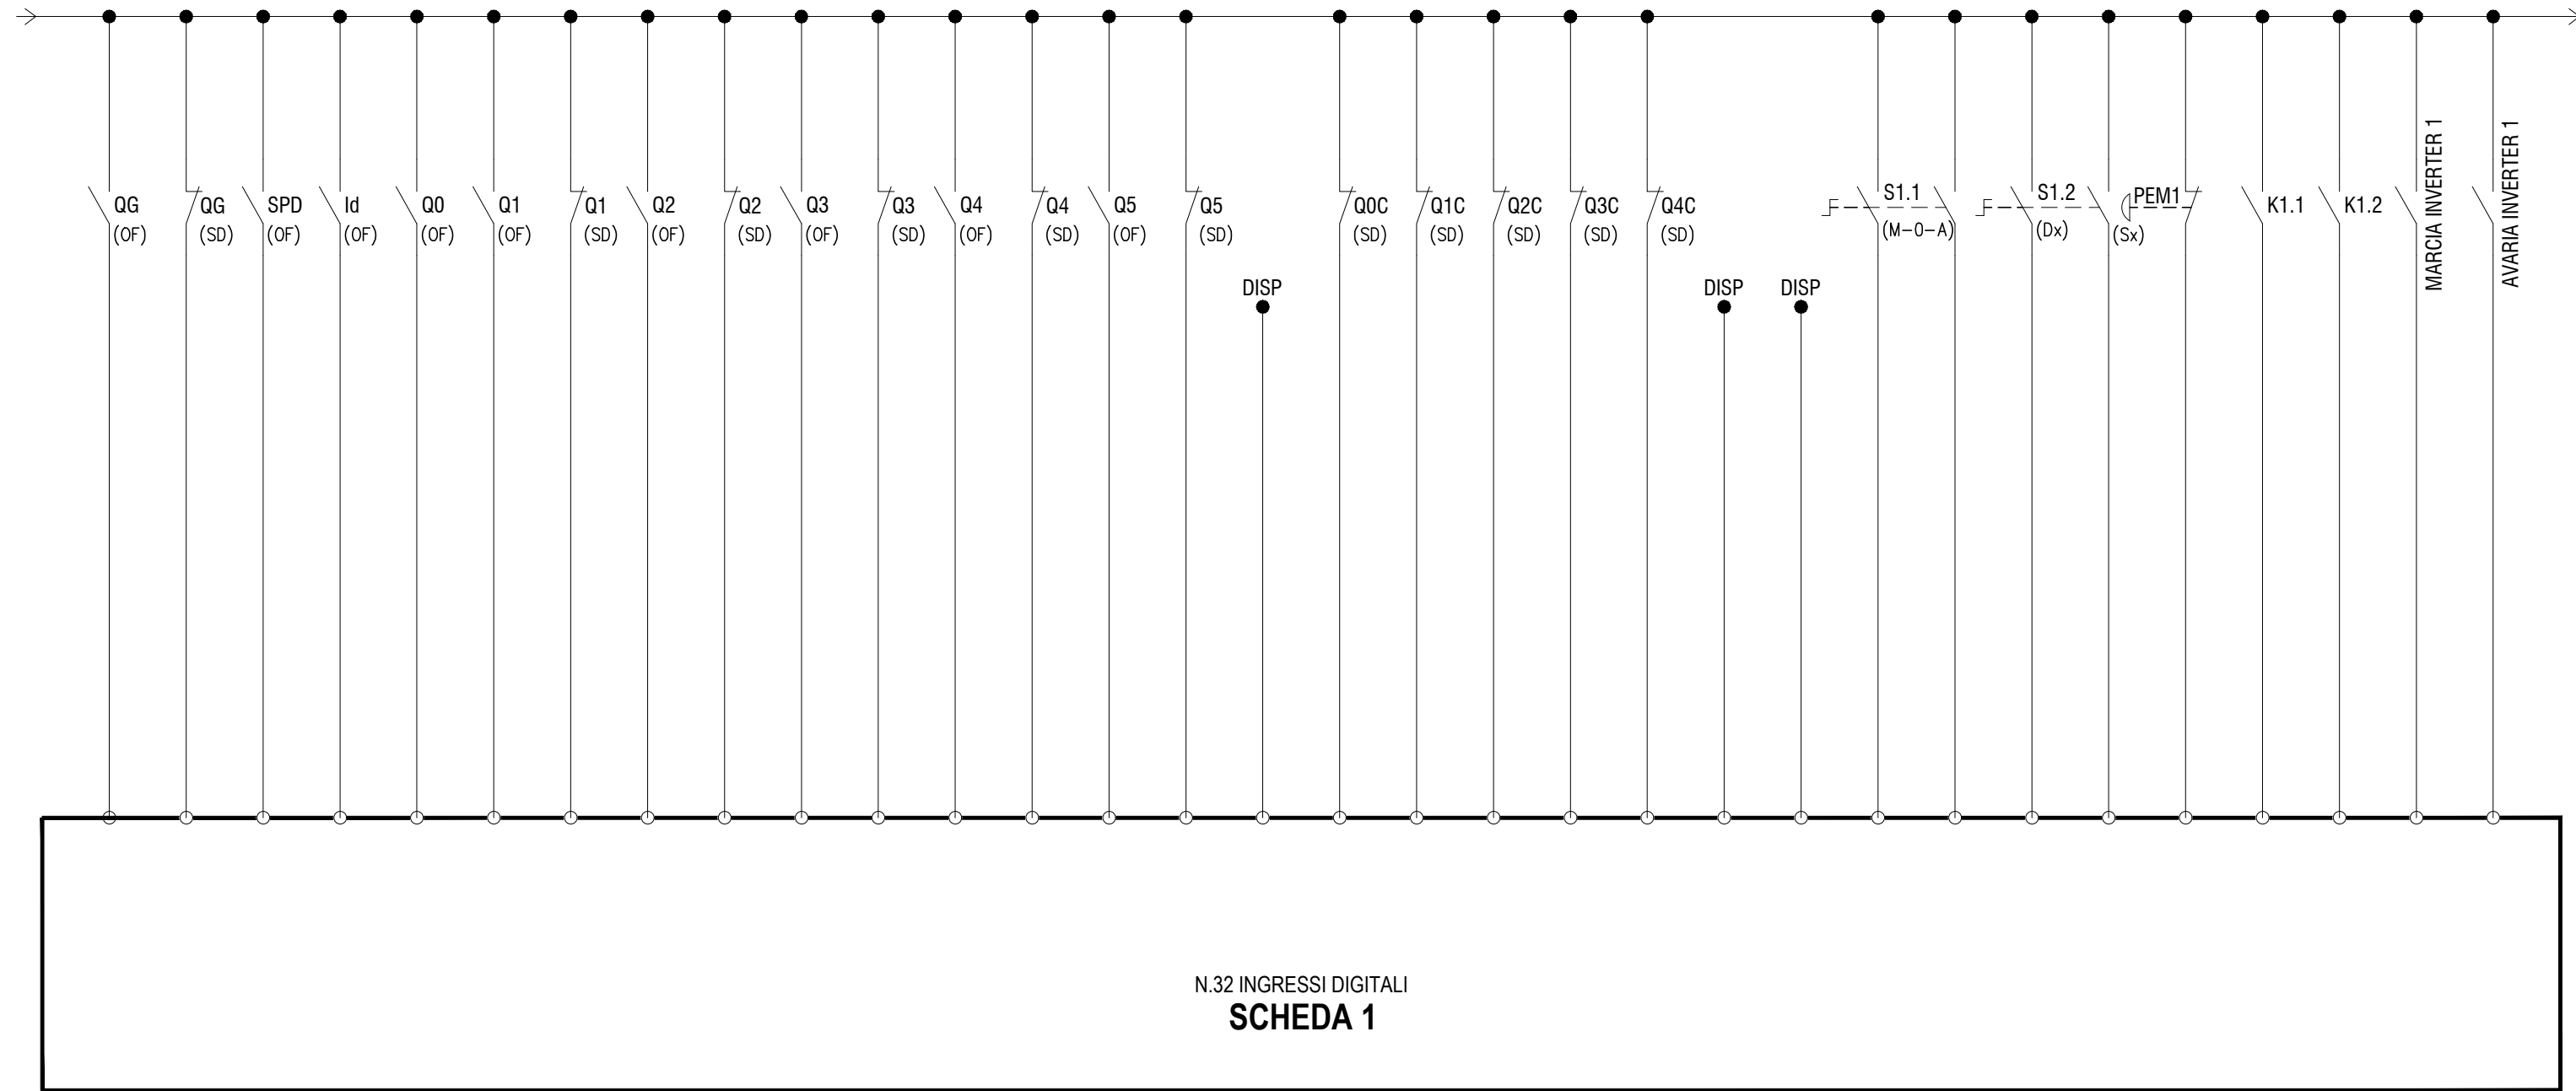 QG
(OF)
QG
(SD)
SPD
(OF)
Id
(OF)
Q0
(OF)
Q1
(OF)
Q1
(SD)
Q2
(OF)
Q2
(SD)
Q3
(OF)
Q3
(SD)
Q4
(OF)
Q4
(SD)
Q5
(OF)
Q5
(SD)
DISP
Q0C
(SD)
Q1C
(SD)
Q2C
(SD)
Q3C
(SD)
Q4C
(SD)
DISP
DISP
S1.1
(M-0-A)
S1.2
(Dx)
(Sx)
PEM1
K1.1
K1.2
MARCIA INVERTER 1
AVARIA INVERTER 1
N.32 INGRESSI DIGITALI
SCHEDA 1